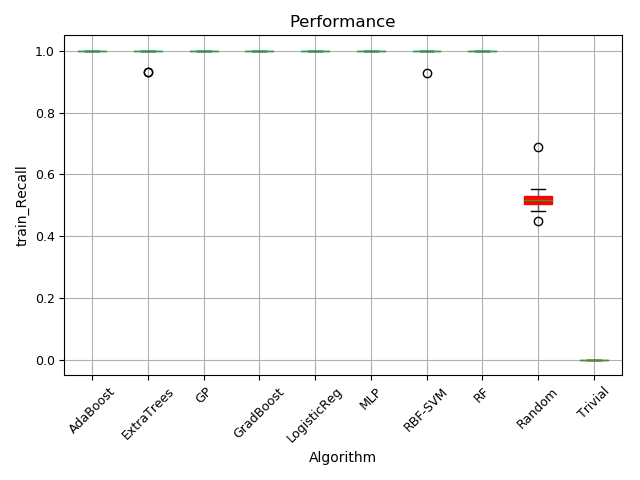 Performance
train_Recall
1.0
0.8
0.6
0.4
0.2
0.0
AdaBoost
ExtraTrees
GP
GradBoost
LogisticReg
MLP
RBF-SVM
RF
Random
Trivial
Algorithm